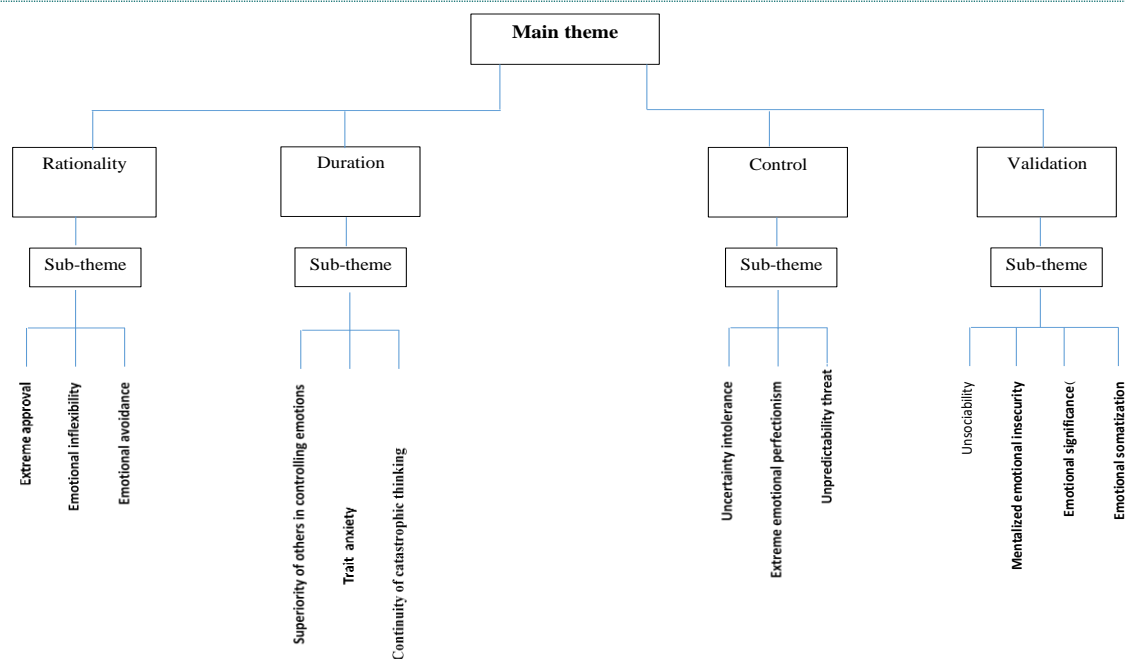 Main theme
Rationality
Duration
Control
Validation
Sub-theme
Sub-theme
Sub-theme
Sub-theme
Extreme approval
Emotional inflexibility
Emotional avoidance
Superiority of others in controlling emotions
Trait anxiety
Continuity of catastrophic thinking
Uncertainty intolerance
Extreme emotional perfectionism
Unpredictability threat
Unsociability
Mentalized emotional insecurity
Emotional significance(
Emotional somatization